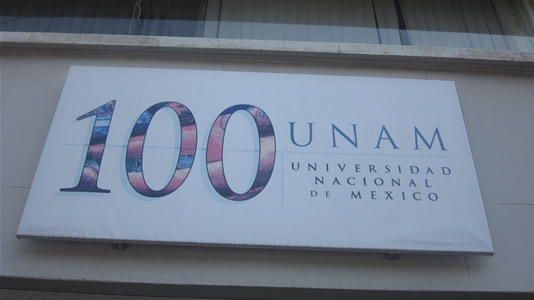 100 UNAM
UNIVERSIDAD
NACIONAL
DE MEXICO